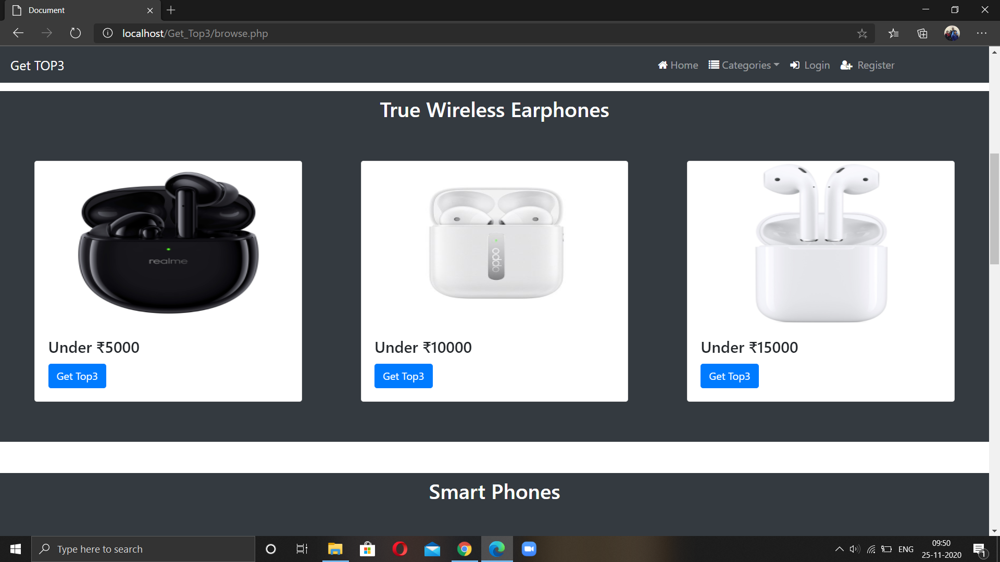 Document
localhost/Get_Top3/browse.php
Get TOP3
Home Categories Login Register
True Wireless Earphones
realme
oppo
Under ₹5000
Under ₹10000
Under ₹15000
Get Top3
Get Top3
Get Top3
Smart Phones
Type here to search
ENG
09:50
25-11-2020
1